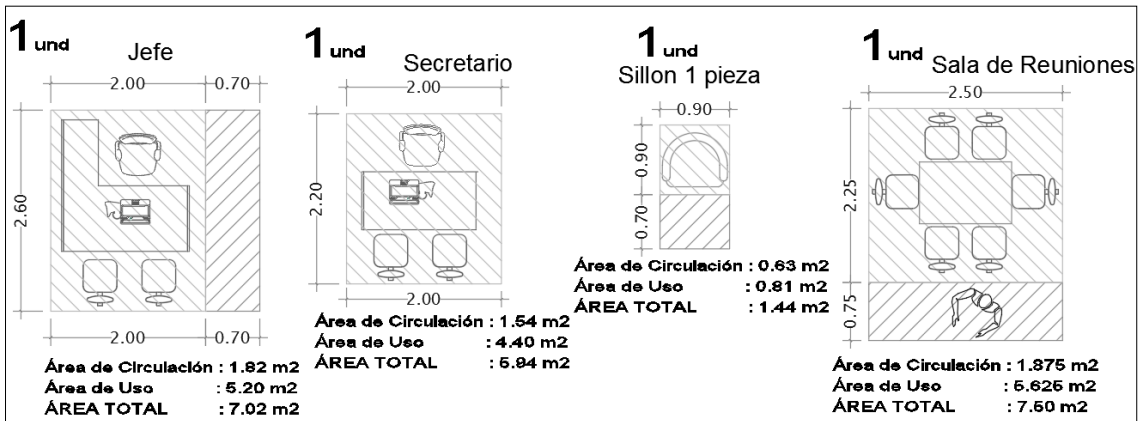 1 und
Jefe
2.00
0.70
2.60
2.00
0.70
Área de Circulación : 1.82 m2
Área de Uso : 5.20 m2
ÁREA TOTAL : 7.02 m2
1 und
Secretario
2.00
2.20
2.00
Área de Circulación : 1.54 m2
Área de Uso : 4.40 m2
ÁREA TOTAL : 5.94 m2
1 und
Sillon 1 pieza
0.90
0.90
0.70
Área de Circulación : 0.63 m2
Área de Uso : 0.81 m2
ÁREA TOTAL : 1.44 m2
1 und
Sala de Reuniones
2.50
2.25
0.75
Área de Circulación : 1.875 m2
Área de Uso : 5.625 m2
ÁREA TOTAL : 7.50 m2